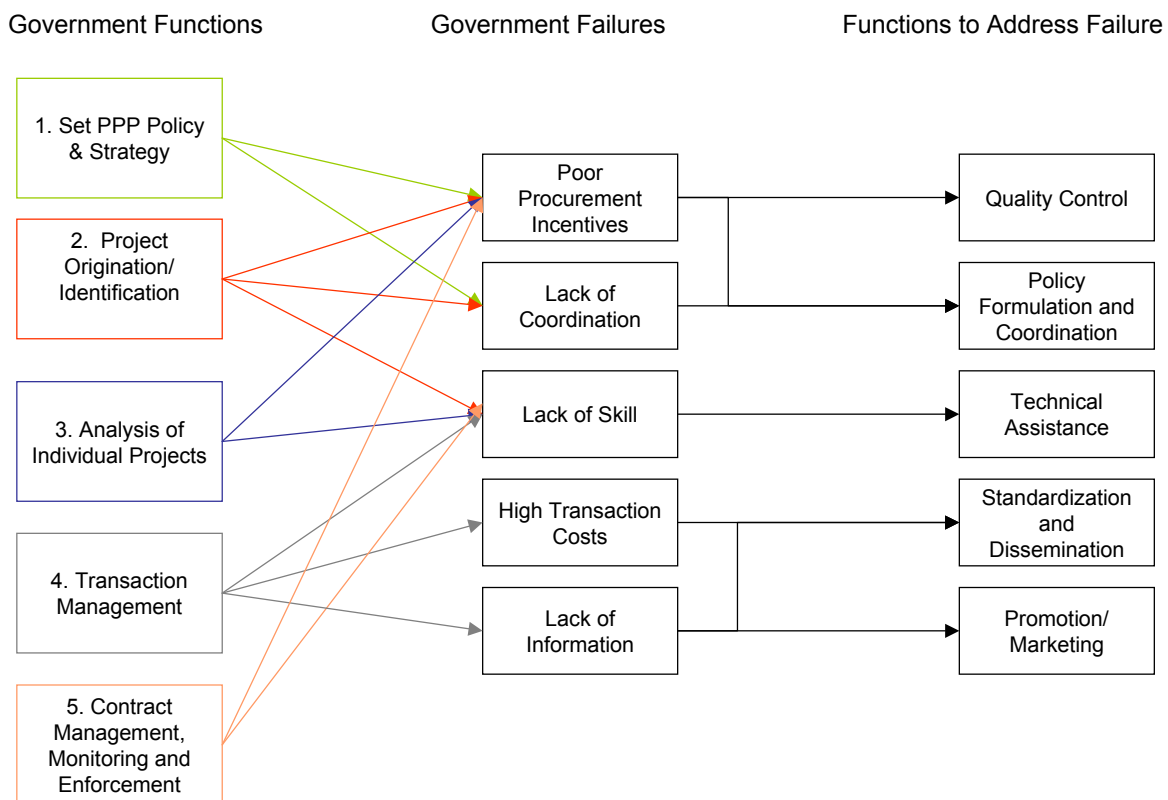 Government Functions
Government Failures
Functions to Address Failure
1. Set PPP Policy
& Strategy
2. Project
Origination/
Identification
3. Analysis of
Individual Projects
4. Transaction
Management
5. Contract
Management,
Monitoring and
Enforcement
Poor
Procurement
Incentives
Lack of
Coordination
Lack of Skill
High Transaction
Costs
Lack of
Information
Quality Control
Policy
Formulation and
Coordination
Technical
Assistance
Standardization
and
Dissemination
Promotion/
Marketing